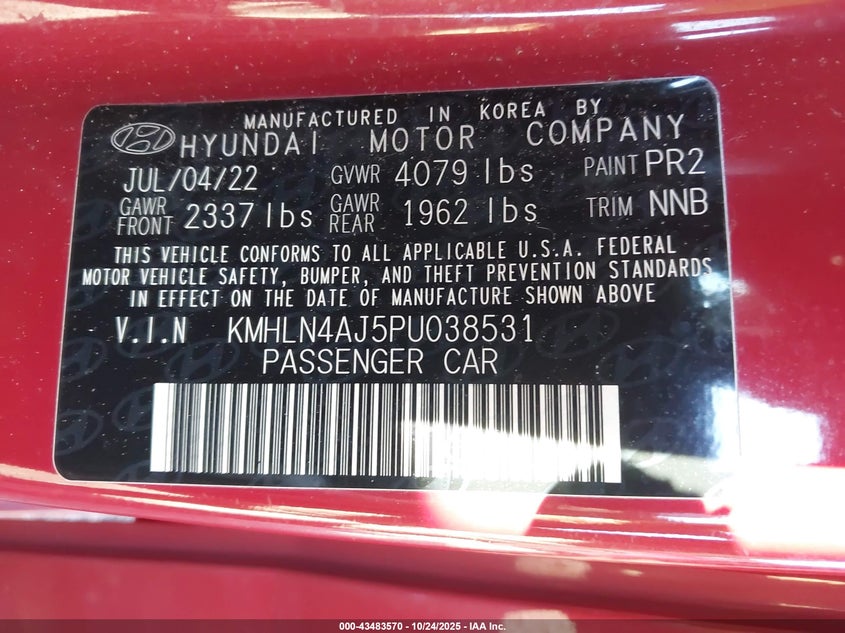 MANUFACTURED IN KOREA BY
HYUNDAI MOTOR COMPANY
JUL/04/22 GVWR 4079 lbs PAINT PR2
GAWR FRONT 2337 lbs GAWR REAR 1962 lbs TRIM NNB
THIS VEHICLE CONFORMS TO ALL APPLICABLE U.S.A. FEDERAL
MOTOR VEHICLE SAFETY, BUMPER, AND THEFT PREVENTION STANDARDS
IN EFFECT ON THE DATE OF MANUFACTURE SHOWN ABOVE
V.I.N KMHLN4AJ5PU038531
PASSENGER CAR
000-43483570 • 10/24/2025 - IAA Inc.